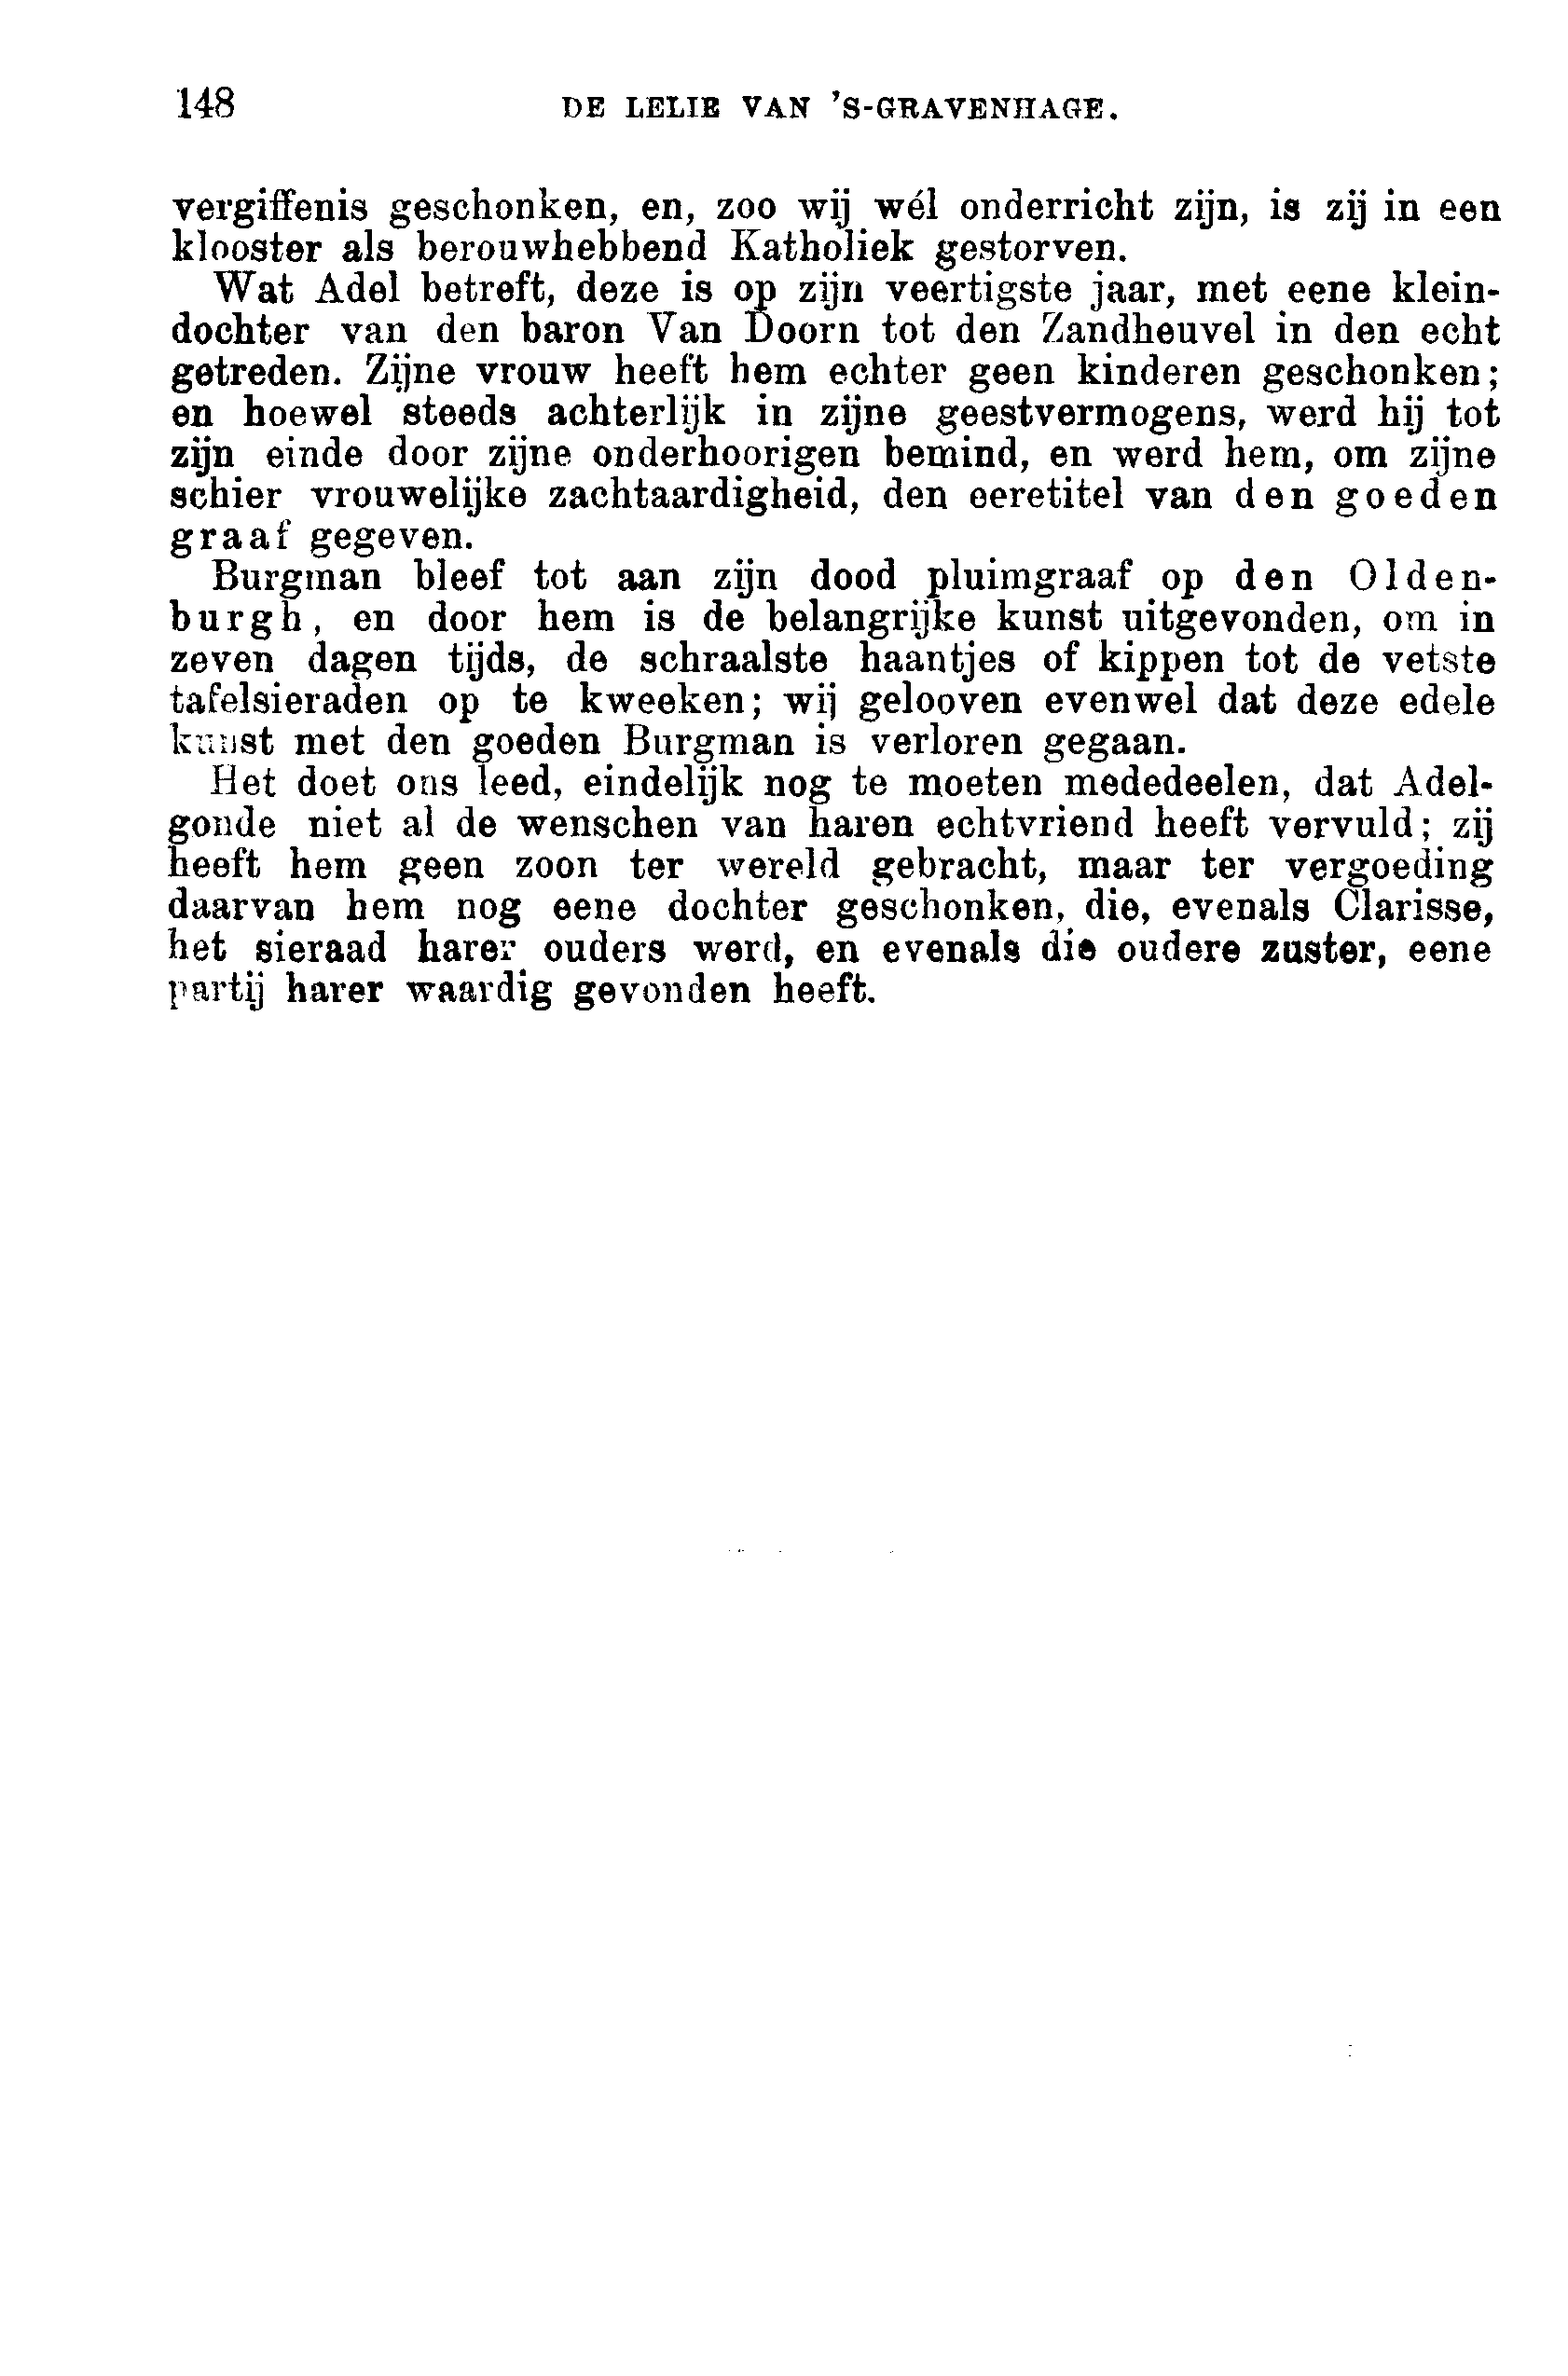 148 DE LELIE VAN 'S-GRAVENHAGE.
vergiffenis geschonken, en, zoo wij wél onderricht zijn, is zij in een
klooster als berouwhebbend Katholiek gestorven.
Wat Adel betreft, deze is op zijn veertigste jaar, met eene klein-
dochter van den baron Van Doorn tot den Zandheuvel in den echt
getreden. Zijne vrouw heeft hem echter geen kinderen geschonken;
en hoewel steeds achterlijk in zijne geestvermogens, werd hij tot
zijn einde door zijne onderhoorigen bemind, en werd hem, om zijne
schier vrouwelijke zachtaardigheid, den eeretitel van den goeden
graaf gegeven.
Burgman bleef tot aan zijn dood pluimgraaf op den Olden-
burgh, en door hem is de belangrijke kunst uitgevonden, om in
zeven dagen tijds, de schraalste haantjes of kippen tot de vetste
tafelsieraden op te kweeken; wij gelooven evenwel dat deze edele
kunst met den goeden Burgman is verloren gegaan.
Het doet ons leed, eindelijk nog te moeten mededeelen, dat Adel-
gonde niet al de wenschen van haren echtvriend heeft vervuld; zij
heeft hem geen zoon ter wereld gebracht, maar ter vergoeding
daarvan hem nog eene dochter geschonken, die, evenals Clarisse,
het sieraad harer ouders werd, en evenals die oudere zuster, eene
partij harer waardig gevonden heeft.